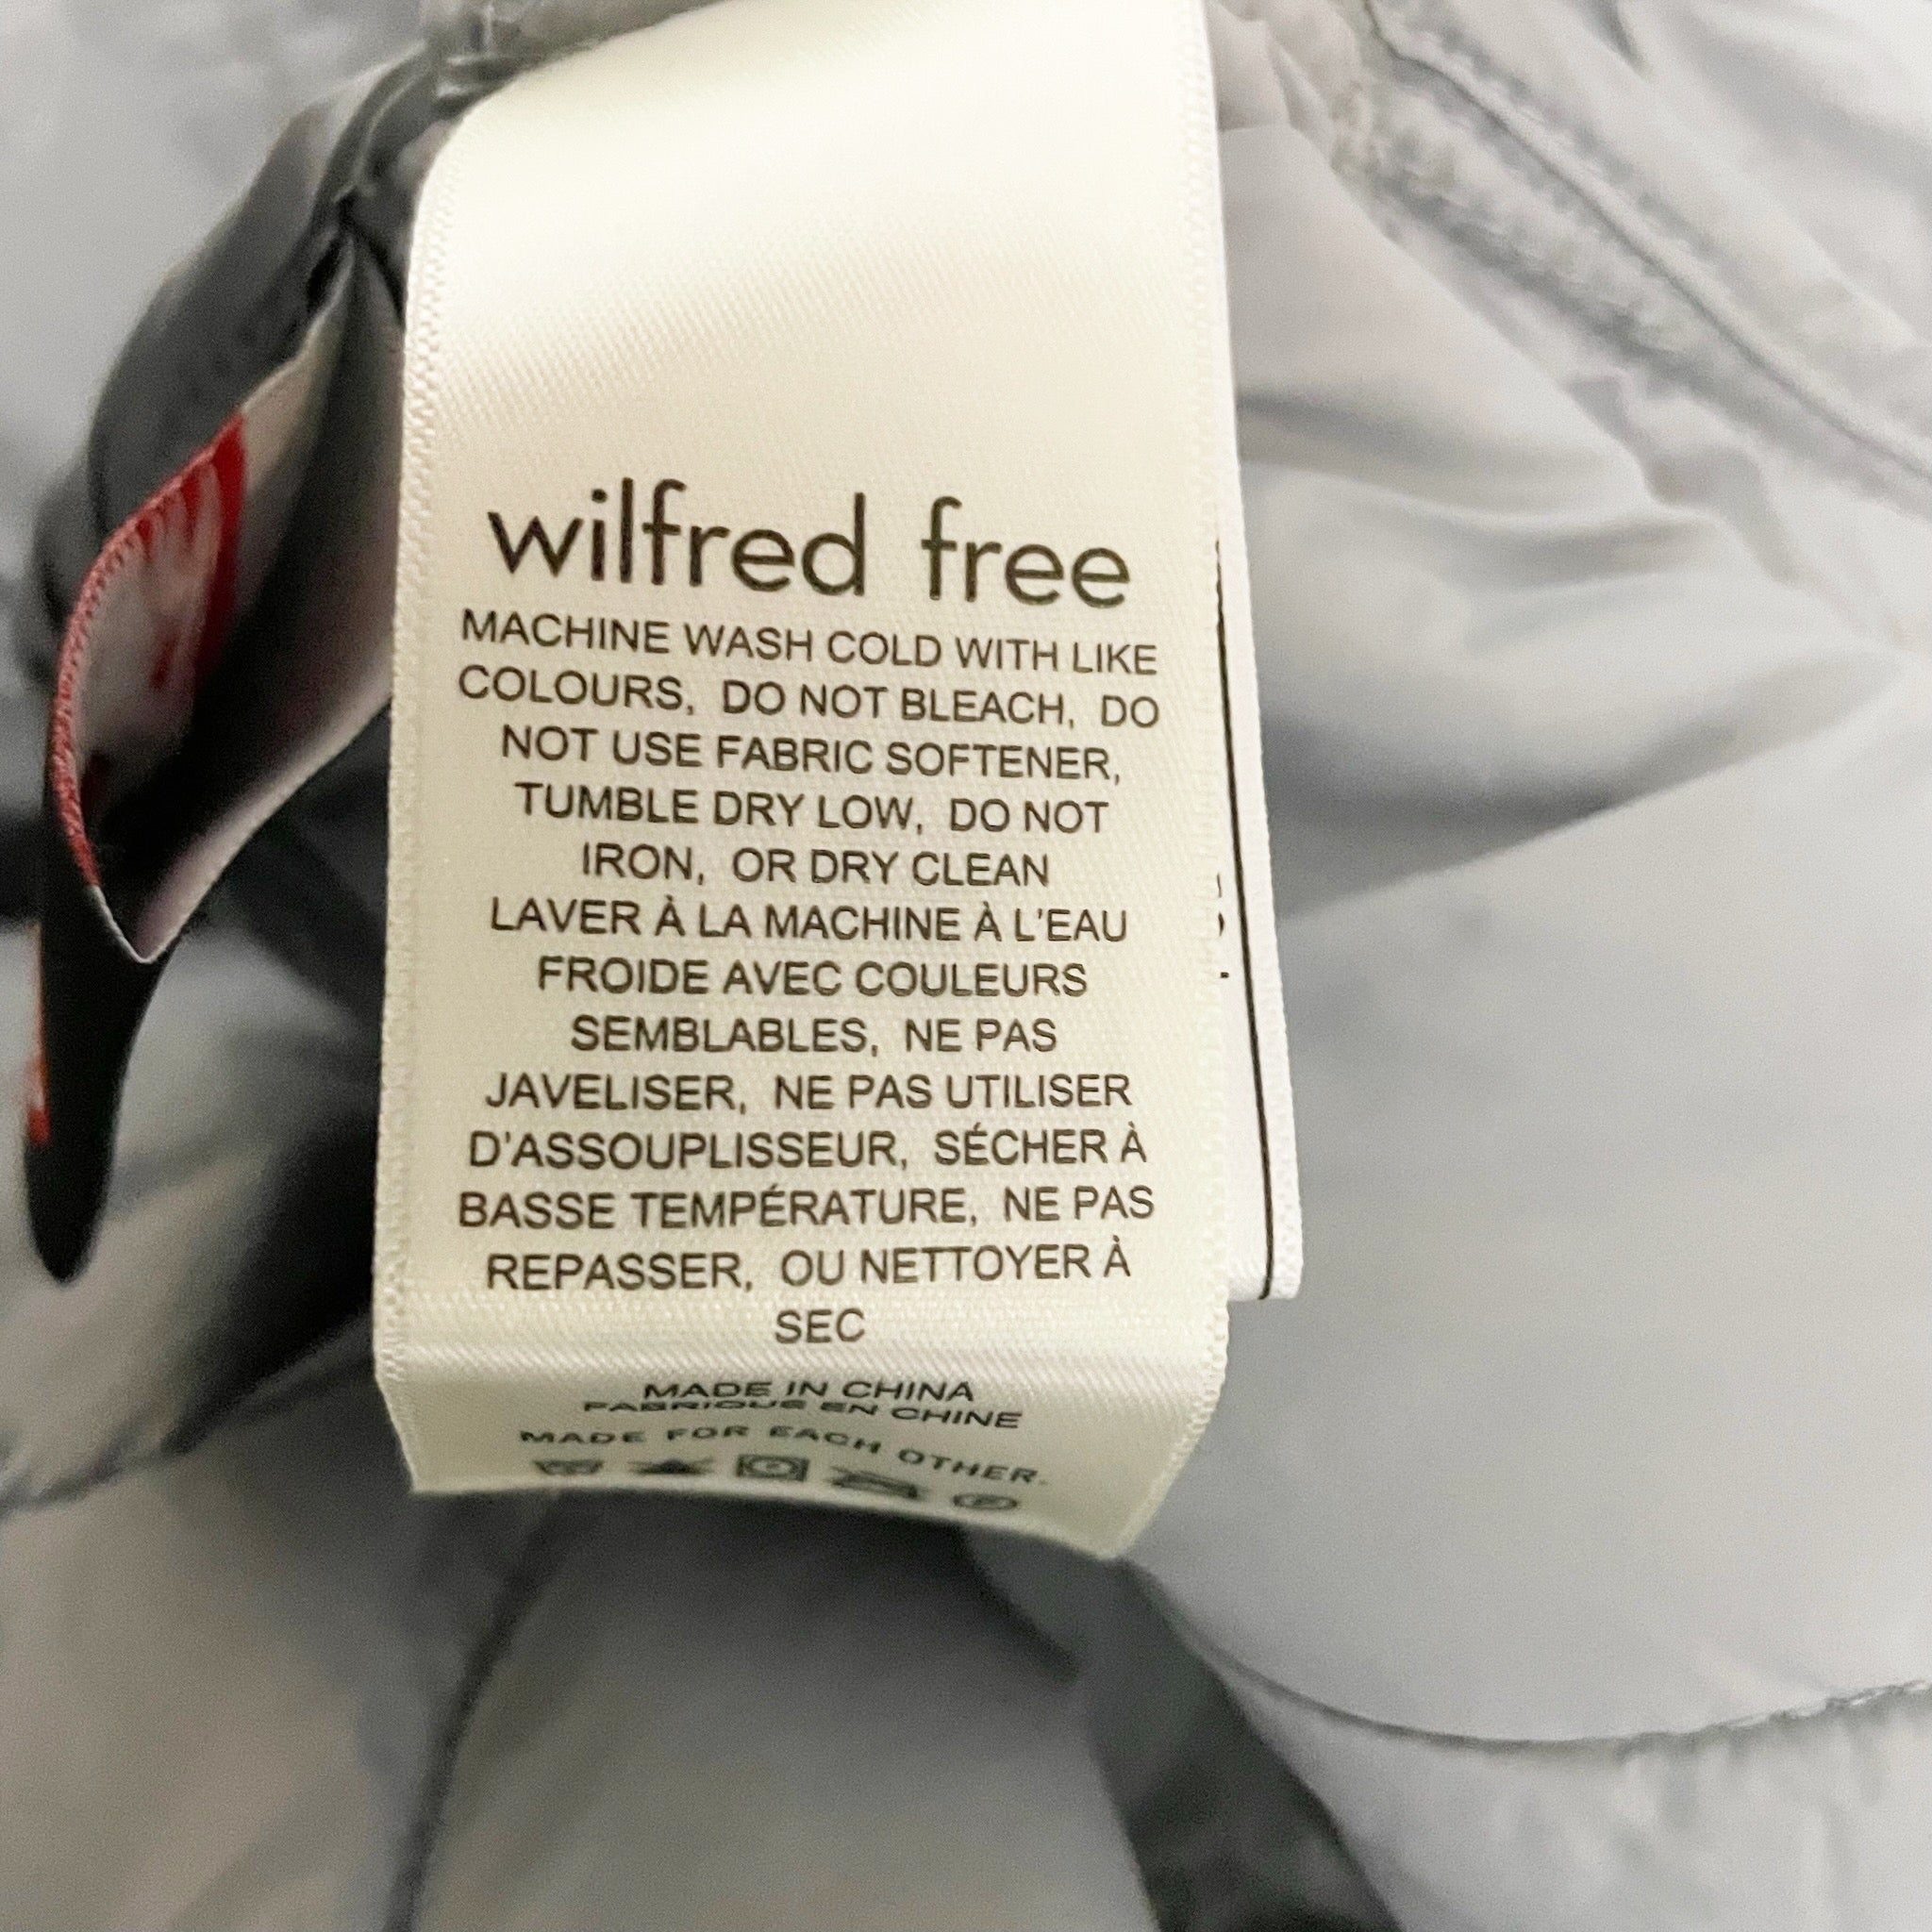 wilfred free
MACHINE WASH COLD WITH LIKE
COLOURS, DO NOT BLEACH, DO
NOT USE FABRIC SOFTENER,
TUMBLE DRY LOW, DO NOT
IRON, OR DRY CLEAN
LAVER À LA MACHINE À L'EAU
FROIDE AVEC COULEURS
SEMBLABLES, NE PAS
JAVELISER, NE PAS UTILISER
D'ASSOUPLISSEUR, SÉCHER À
BASSE TEMPÉRATURE, NE PAS
REPASSER, OU NETTOYER À
SEC
MADE IN CHINA
FABRIQUE EN CHINE
MADE FOR EACH OTHER.